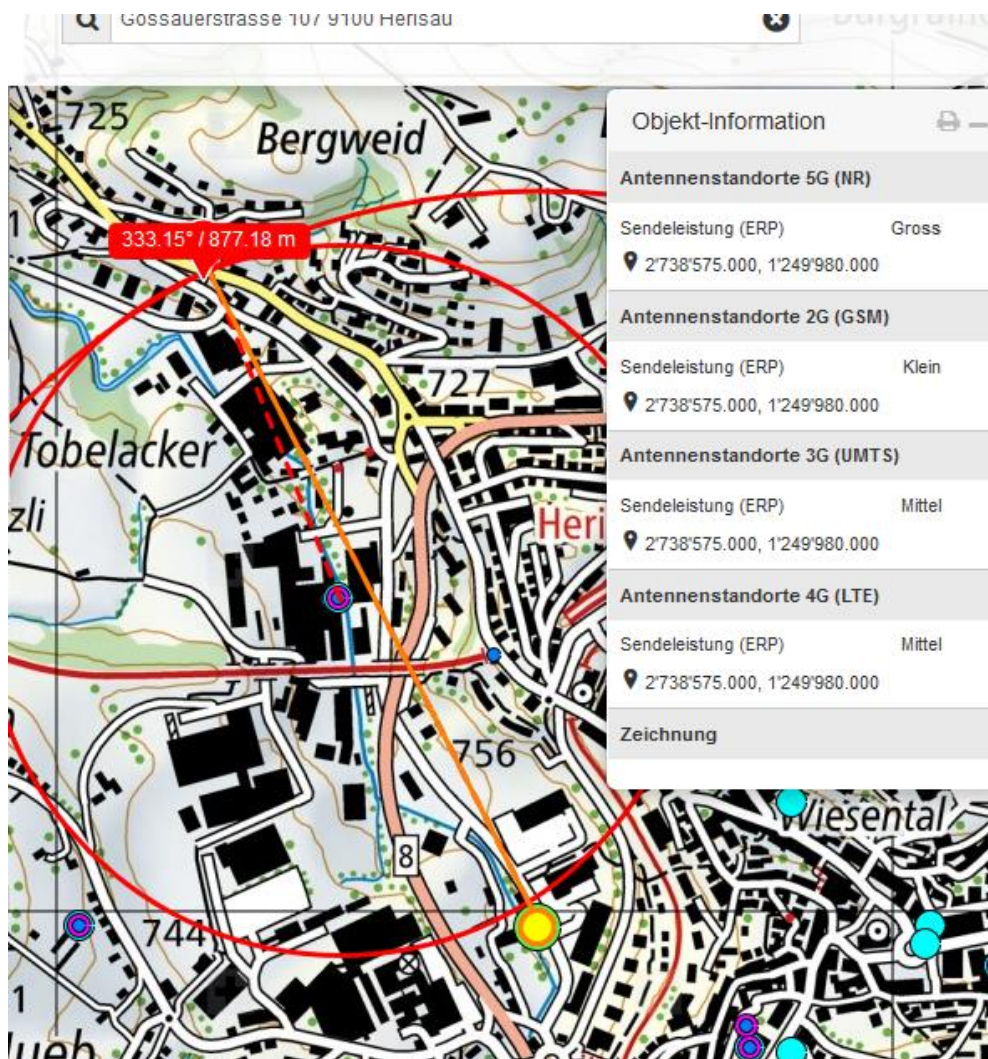 Gossauerstrasse 107 9100 Herisau
725
Bergweid
Objekt-Information
Antennenstandorte 5G (NR)
Sendeleistung (ERP) Gross
2'738'575.000, 1'249'980.000
Antennenstandorte 2G (GSM)
Sendeleistung (ERP) Klein
2'738'575.000, 1'249'980.000
Antennenstandorte 3G (UMTS)
Sendeleistung (ERP) Mittel
2'738'575.000, 1'249'980.000
Antennenstandorte 4G (LTE)
Sendeleistung (ERP) Mittel
2'738'575.000, 1'249'980.000
Zeichnung
1
333.15° / 877.18 m
727
Tobelacker
zli
Heri
756
Wiesental
8
744
1
lueb